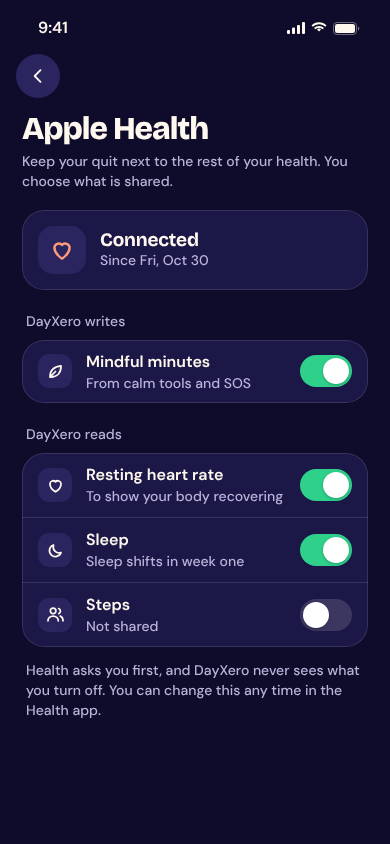 9:41
Apple Health
Keep your quit next to the rest of your health. You
choose what is shared.
Connected
Since Fri, Oct 30
DayXero writes
Mindful minutes
From calm tools and SOS
DayXero reads
Resting heart rate
To show your body recovering
Sleep
Sleep shifts in week one
Steps
Not shared
Health asks you first, and DayXero never sees what
you turn off. You can change this any time in the
Health app.